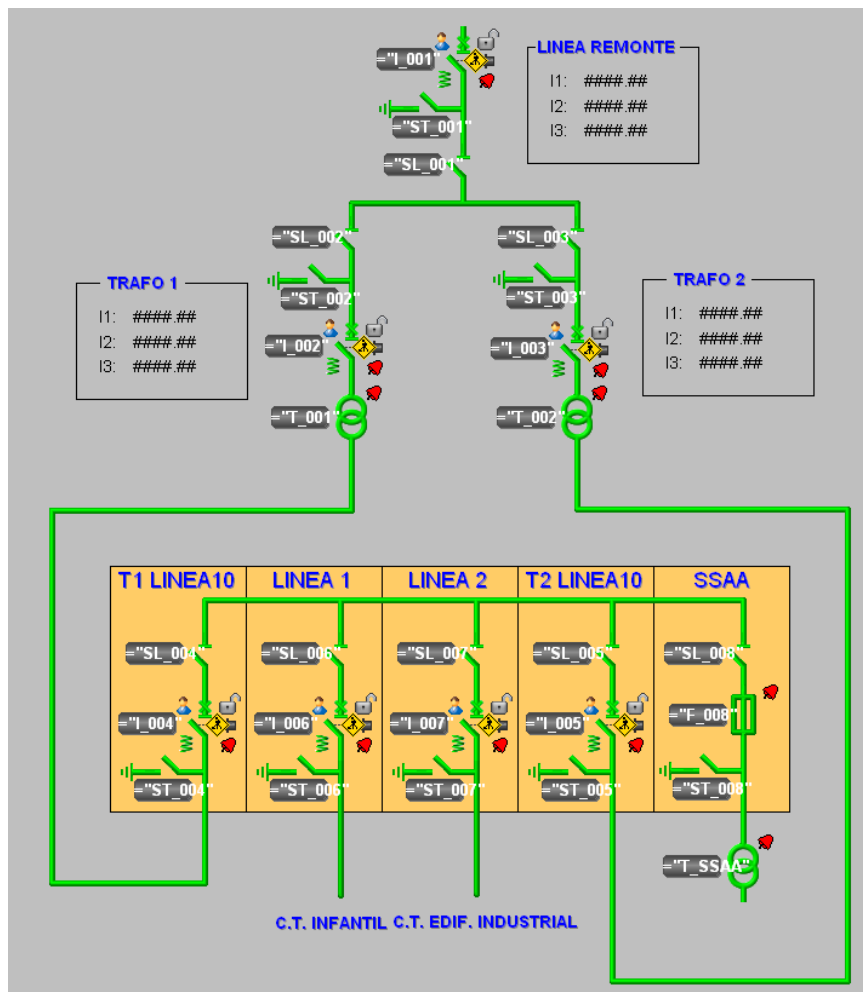 ="I_001"
LINEA REMONTE
I1: ####.##
I2: ####.##
I3: ####.##
="ST_001"
="SL_001"
="SL_002"
="SL_003"
TRAFO 1
I1: ####.##
I2: ####.##
I3: ####.##
="ST_002"
="ST_003"
TRAFO 2
I1: ####.##
I2: ####.##
I3: ####.##
="I_002"
="I_003"
="T_001"
="T_002"
T1 LINEA10 LINEA 1 LINEA 2 T2 LINEA10 SSAA
="SL_004" ="SL_006" ="SL_007" ="SL_005" ="SL_008"
="I_004" ="I_006" ="I_007" ="I_005" ="F_008"
="ST_004" ="ST_006" ="ST_007" ="ST_005" ="ST_008"
="T_SSAA"
C.T. INFANTIL C.T. EDIF. INDUSTRIAL